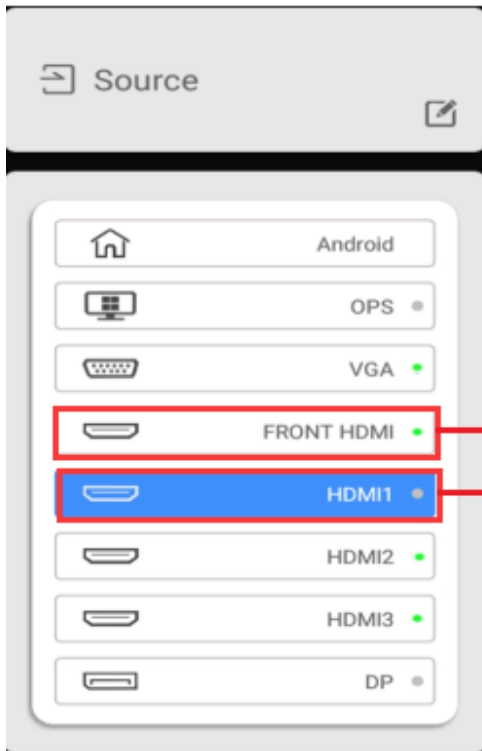 Source
Android
OPS
VGA
FRONT HDMI
HDMI1
HDMI2
HDMI3
DP